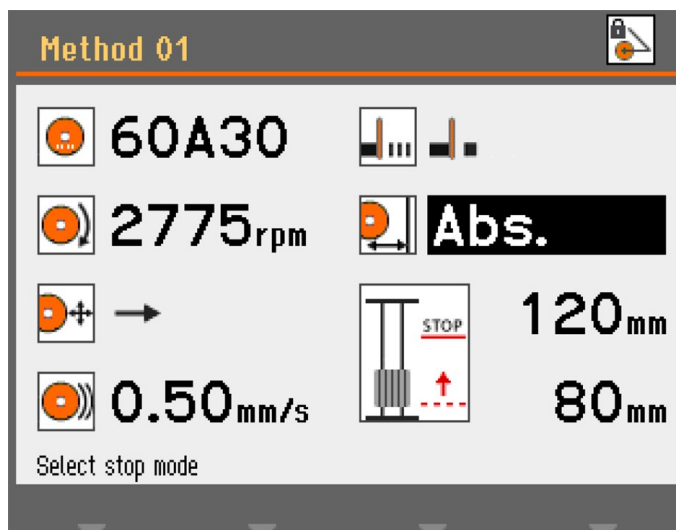 Method 01
60A30
2775rpm
Abs.
STOP
120mm
0.50mm/s
80mm
Select stop mode